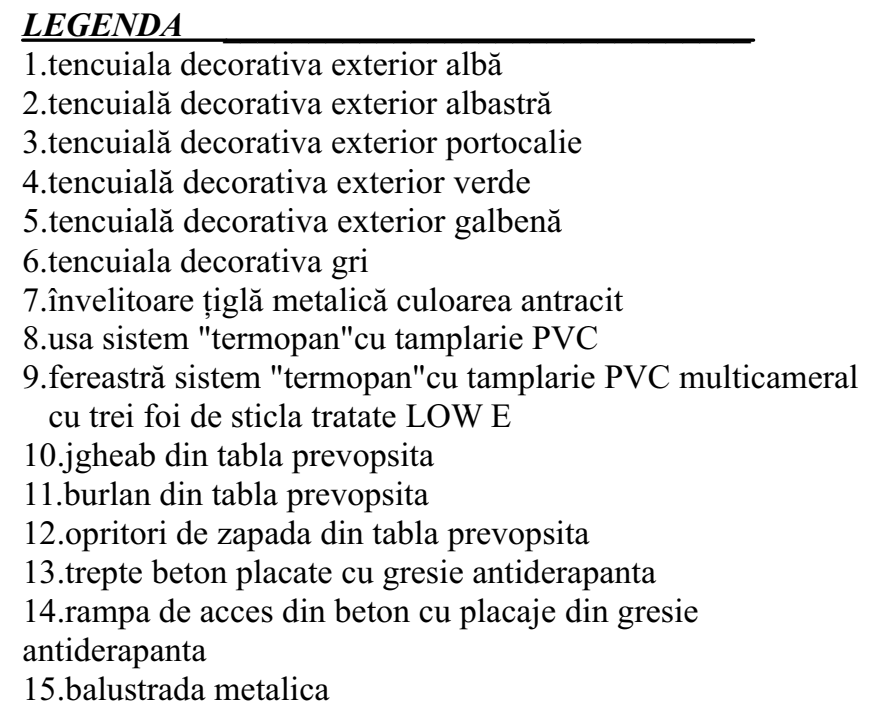 LEGENDA
1.tencuiala decorativa exterior albă
2.tencuială decorativa exterior albastră
3.tencuială decorativa exterior portocalie
4.tencuială decorativa exterior verde
5.tencuială decorativa exterior galbenă
6.tencuiala decorativa gri
7.învelitoare țiglă metalică culoarea antracit
8.usa sistem "termopan"cu tamplarie PVC
9.fereastră sistem "termopan"cu tamplarie PVC multicameral
cu trei foi de sticla tratate LOW E
10.jgheab din tabla prevopsita
11.burlan din tabla prevopsita
12.opritori de zapada din tabla prevopsita
13.trepte beton placate cu gresie antiderapanta
14.rampa de acces din beton cu placaje din gresie
antiderapanta
15.balustrada metalica